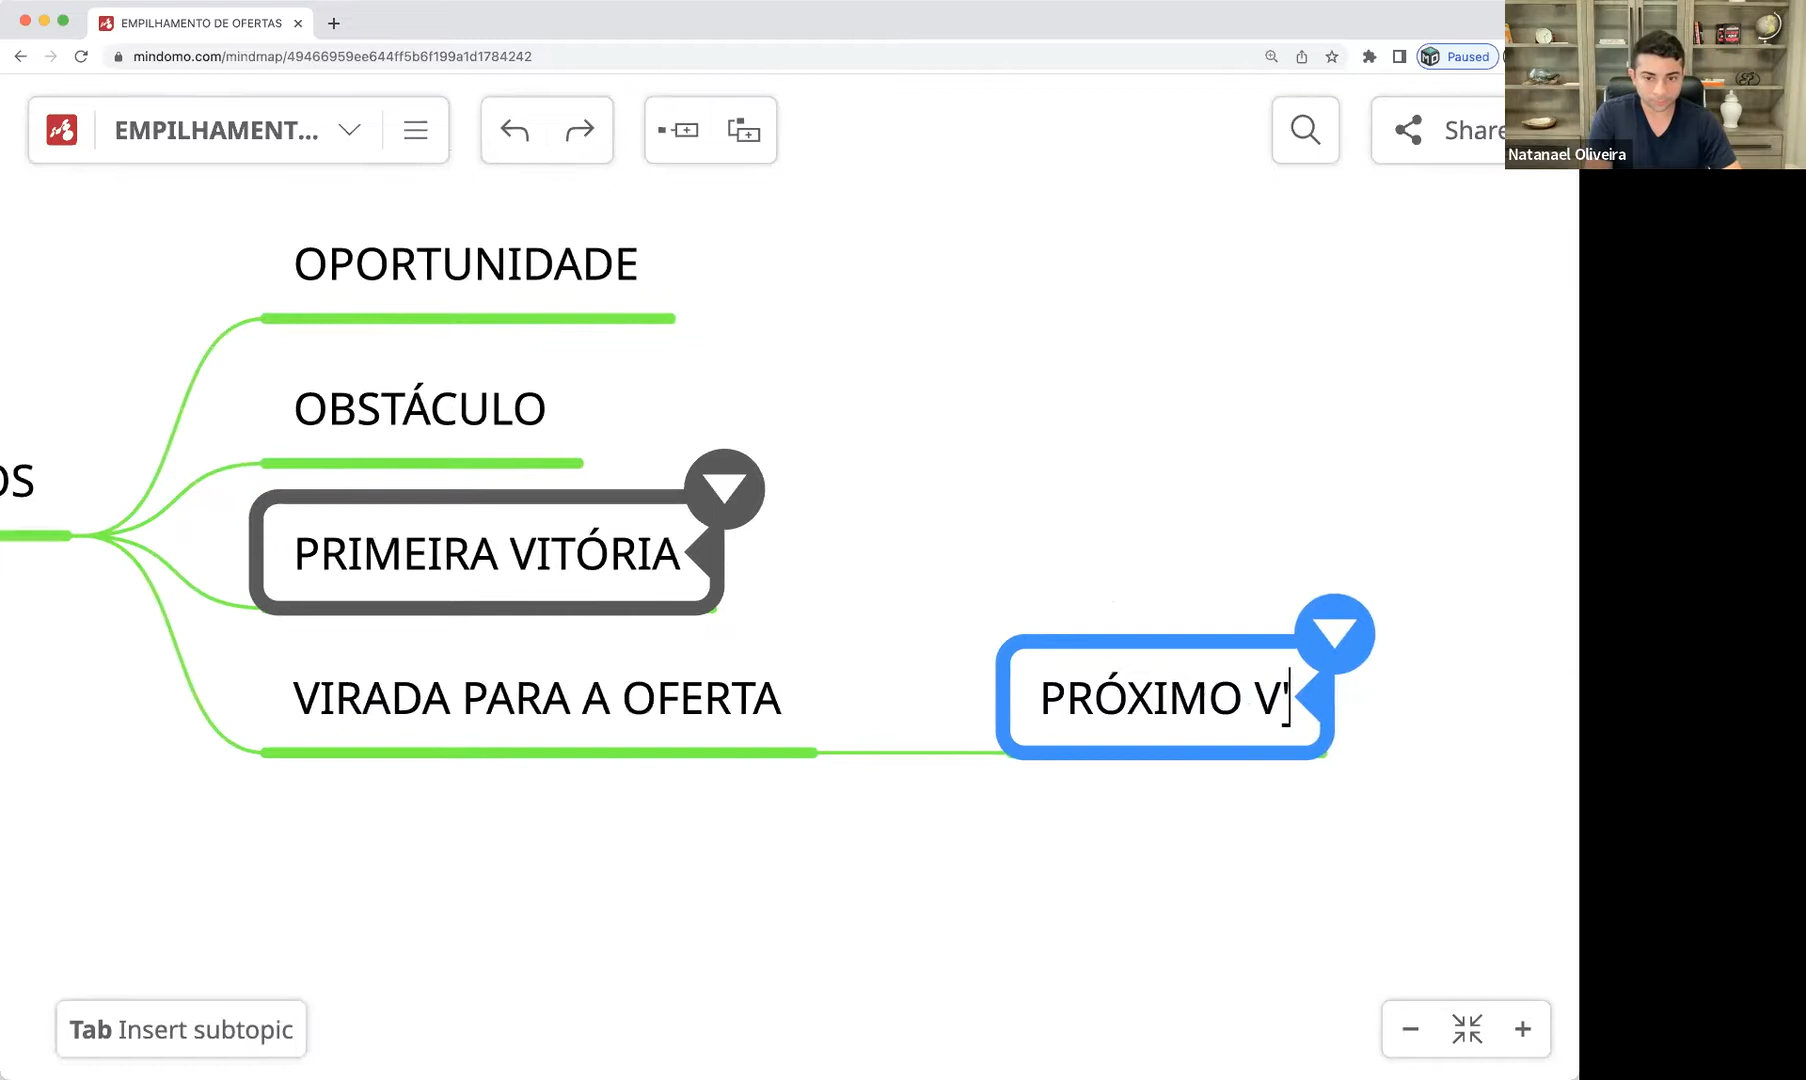 EMPILHAMENTO DE OFERTAS
mindomo.com/mindmap/49466959ee644ff5b6f199a1d1784242
Paused
EMPILHAMENT...
Share
Natanael Oliveira
OPORTUNIDADE
OBSTÁCULO
OS
PRIMEIRA VITÓRIA
VIRADA PARA A OFERTA
PRÓXIMO V'
Tab Insert subtopic